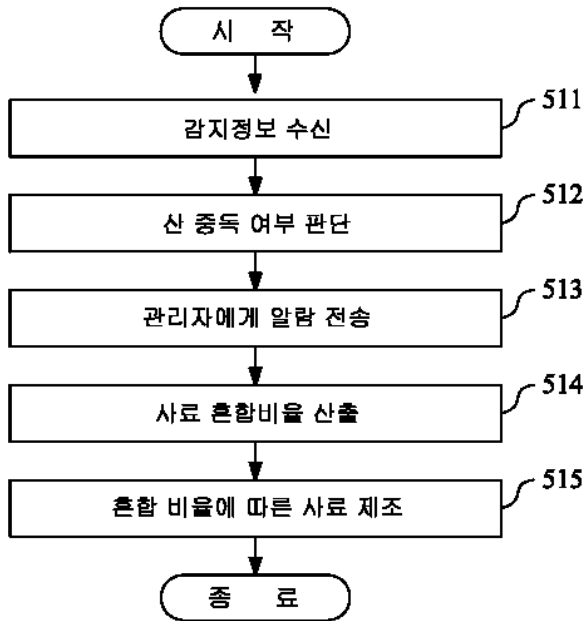 시 작
감지정보 수신
511
산 중독 여부 판단
512
관리자에게 알람 전송
513
사료 혼합비율 산출
514
혼합 비율에 따른 사료 제조
515
종 료